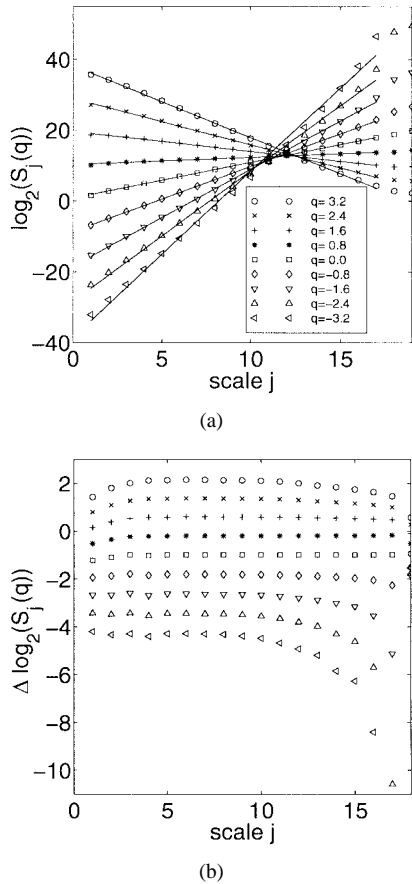 40
20
0
−20
−40
log₂(Sⱼ(q))
q= 3.2
q= 2.4
q= 1.6
q= 0.8
q= 0.0
q=−0.8
q=−1.6
q=−2.4
q=−3.2
0 5 10 15
scale j
(a)
2
0
−2
−4
−6
−8
−10
Δ log₂(Sⱼ(q))
0 5 10 15
scale j
(b)